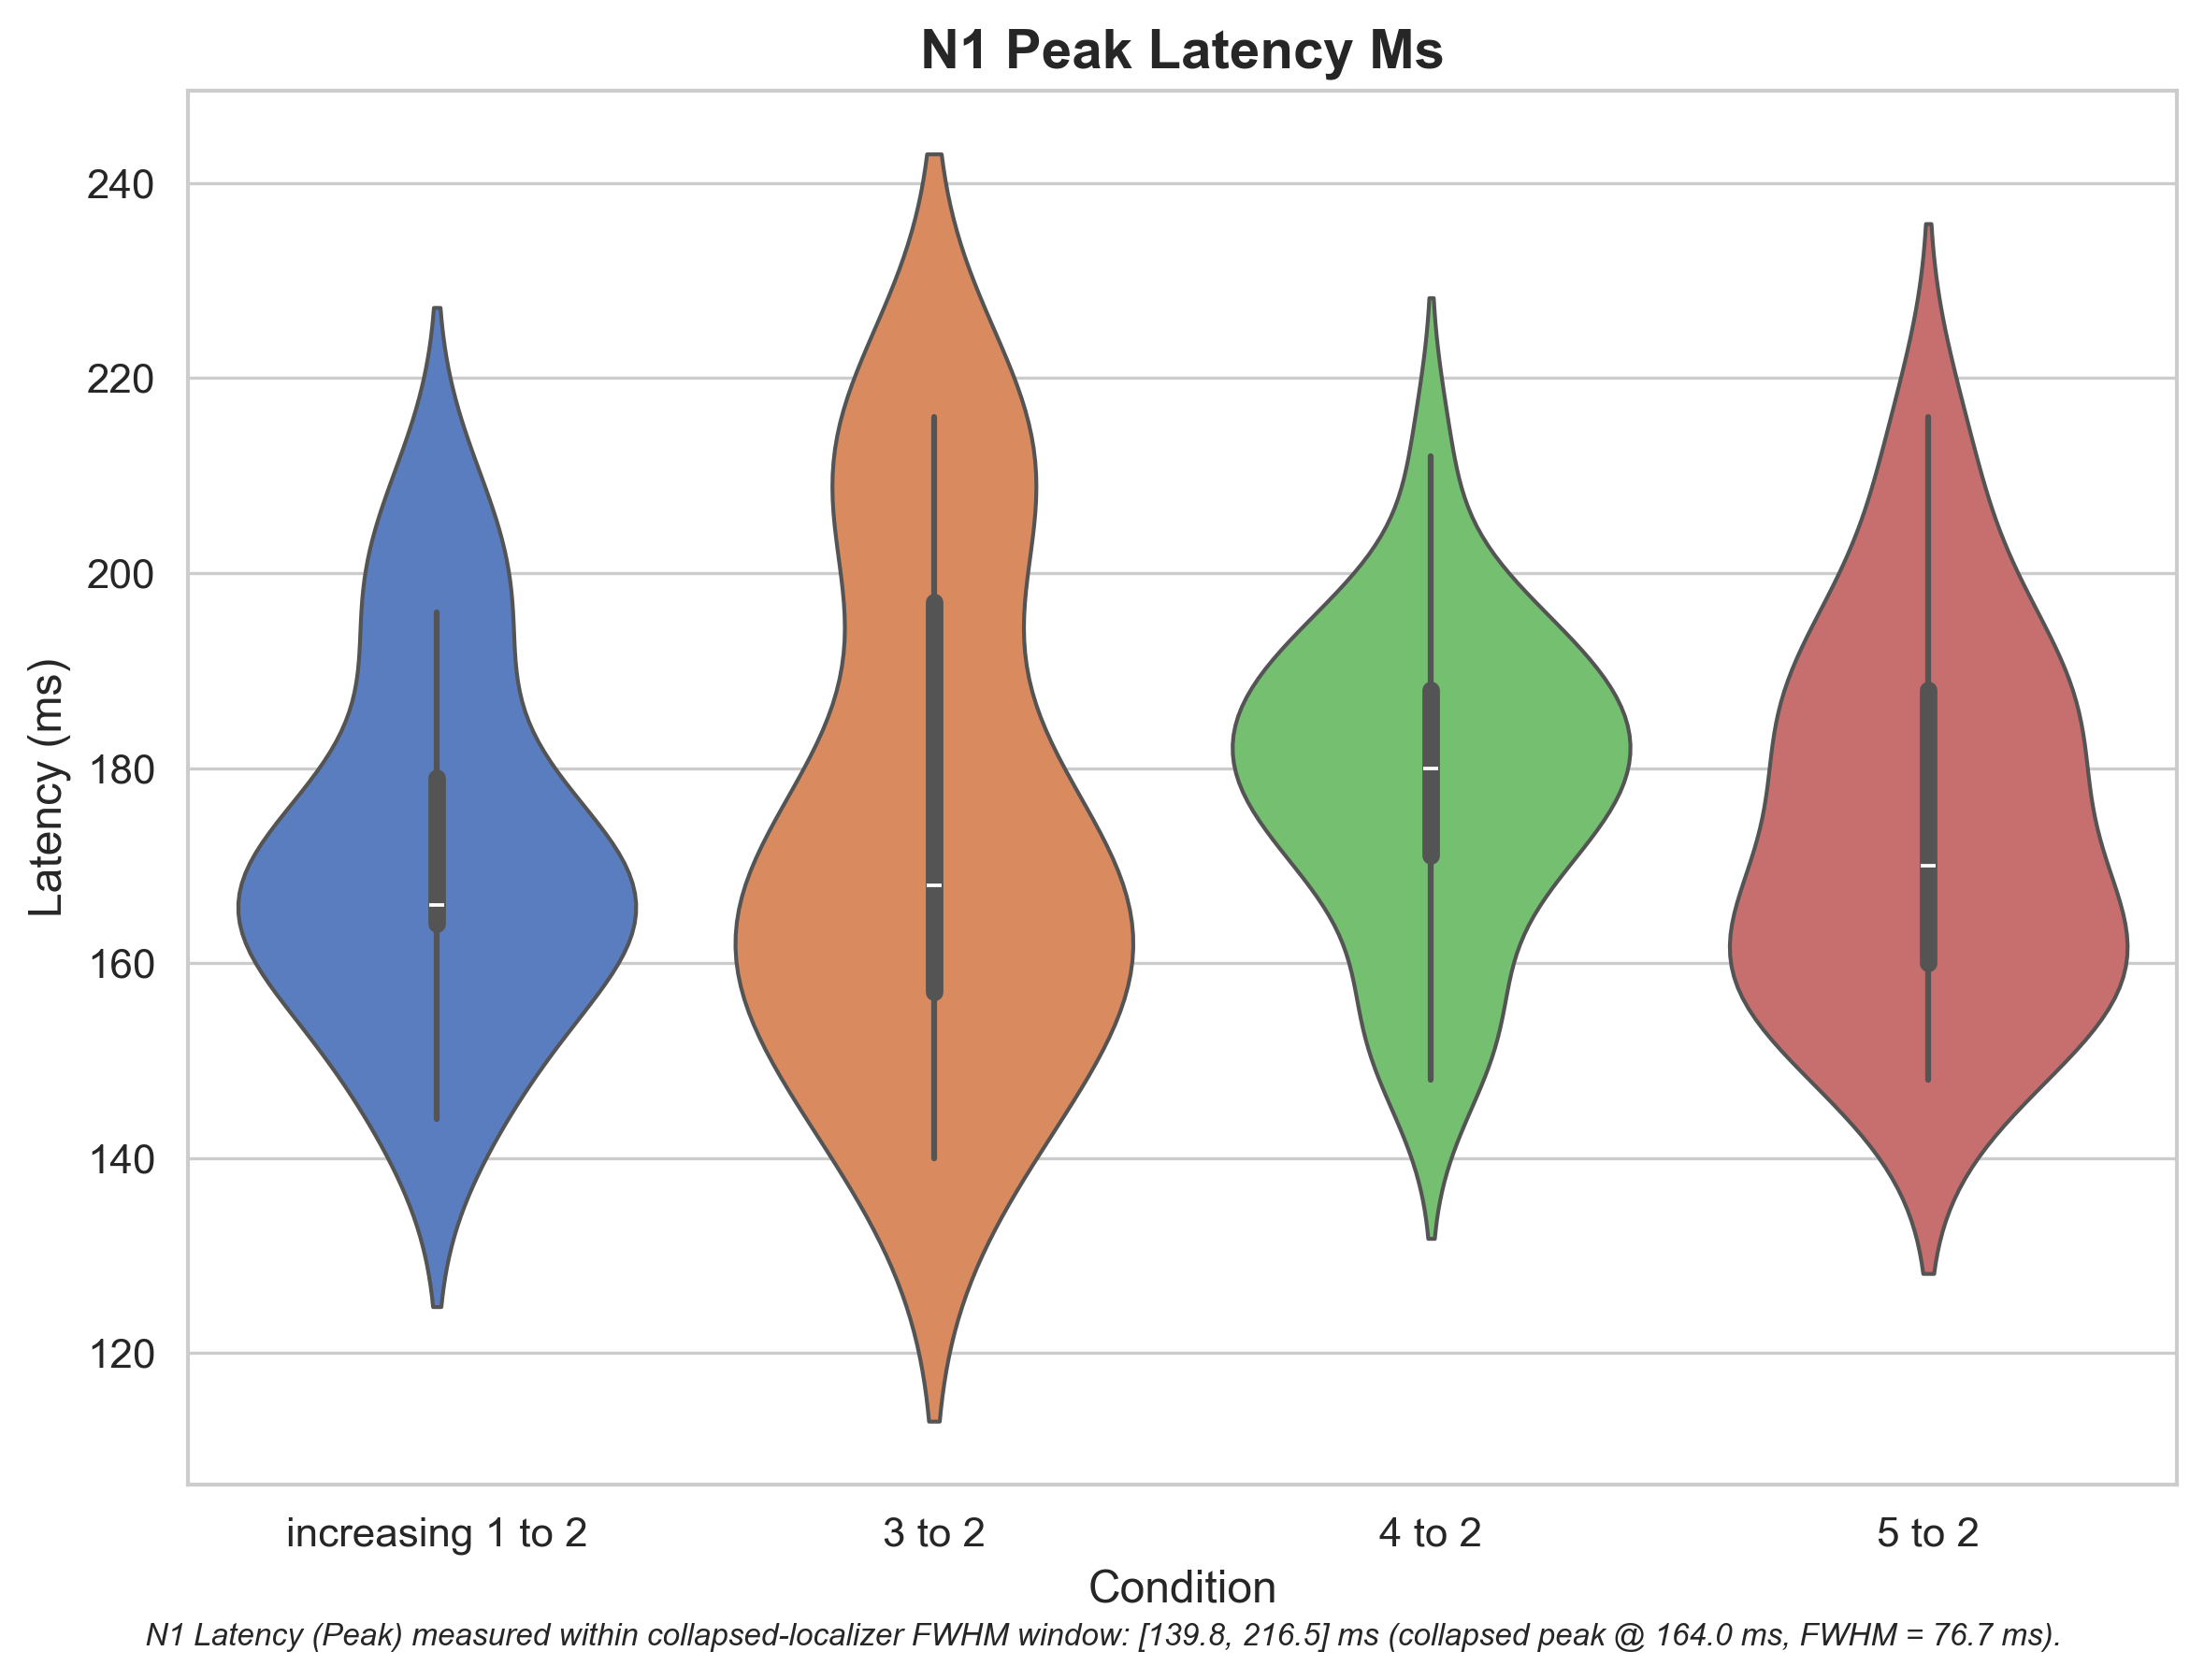 N1 Peak Latency Ms
240
220
200
180
160
140
120
Latency (ms)
increasing 1 to 2
3 to 2
4 to 2
5 to 2
Condition
N1 Latency (Peak) measured within collapsed-localizer FWHM window: [139.8, 216.5] ms (collapsed peak @ 164.0 ms, FWHM = 76.7 ms).